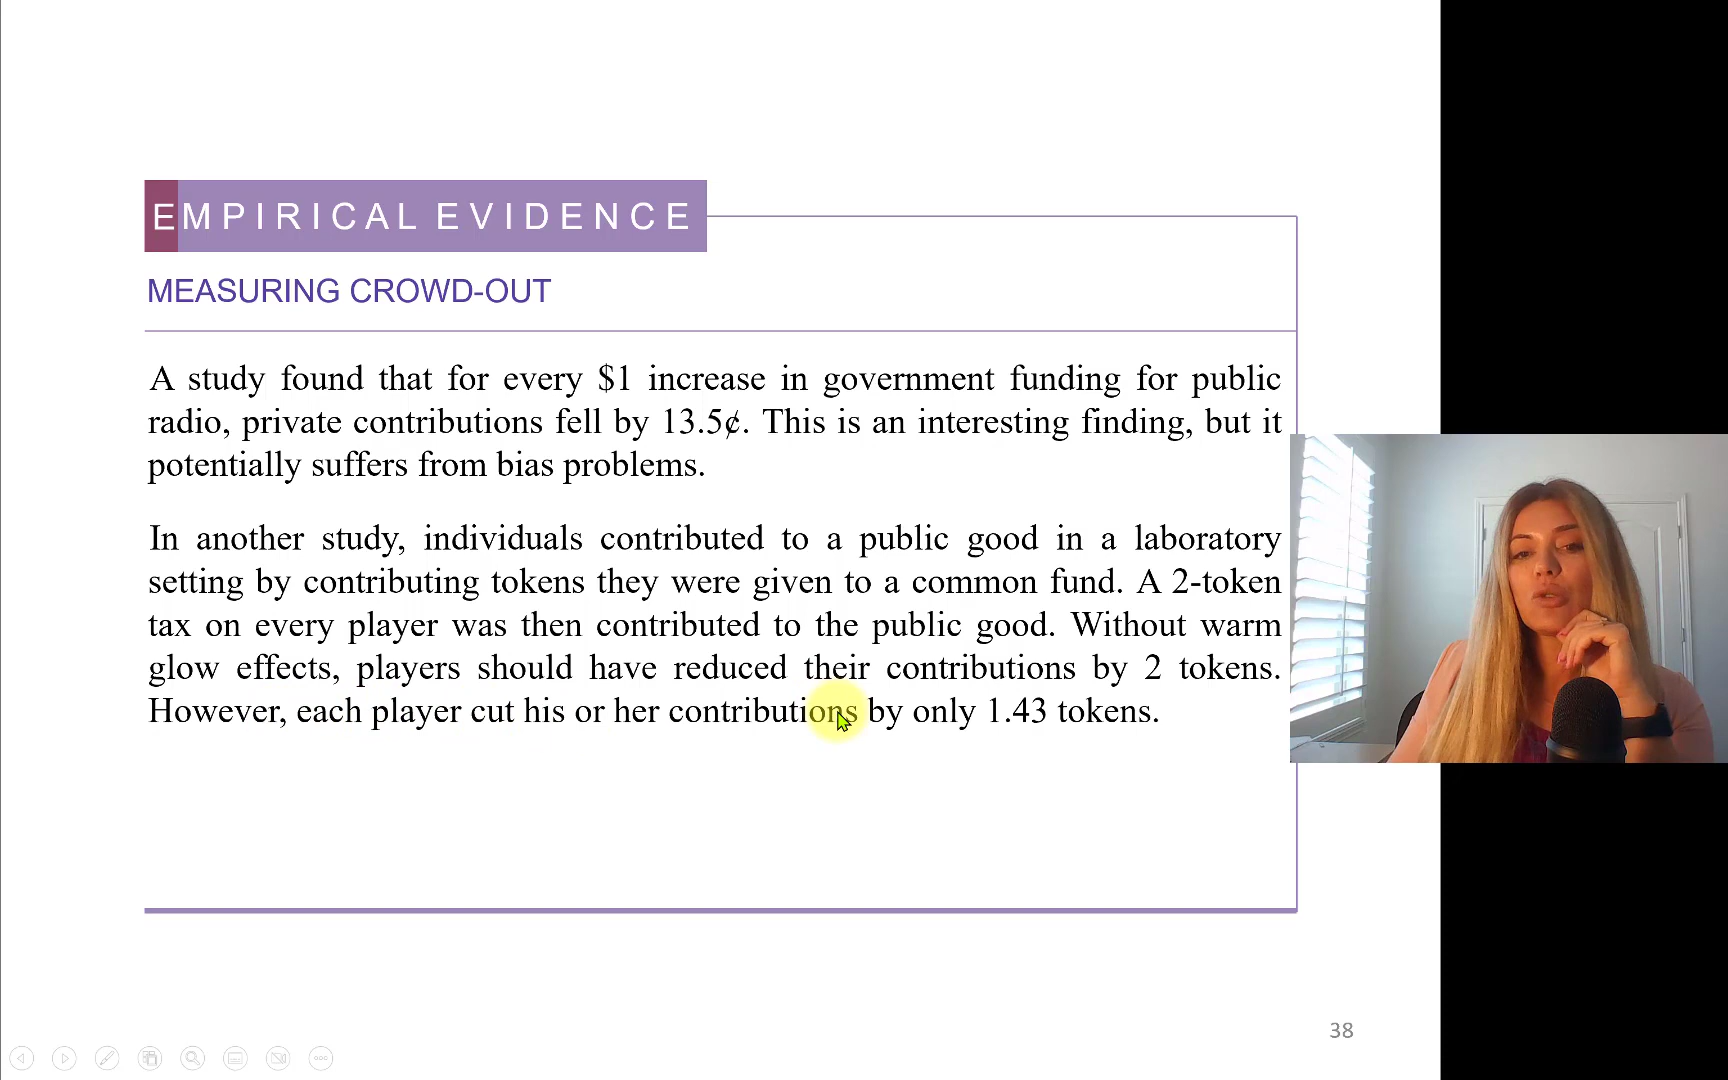 EMPIRICAL EVIDENCE
MEASURING CROWD-OUT
A study found that for every $1 increase in government funding for public
radio, private contributions fell by 13.5¢. This is an interesting finding, but it
potentially suffers from bias problems.
In another study, individuals contributed to a public good in a laboratory
setting by contributing tokens they were given to a common fund. A 2-token
tax on every player was then contributed to the public good. Without warm
glow effects, players should have reduced their contributions by 2 tokens.
However, each player cut his or her contributions by only 1.43 tokens.
38